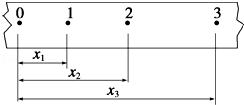 0 1 2 3
x₁
x₂
x₃